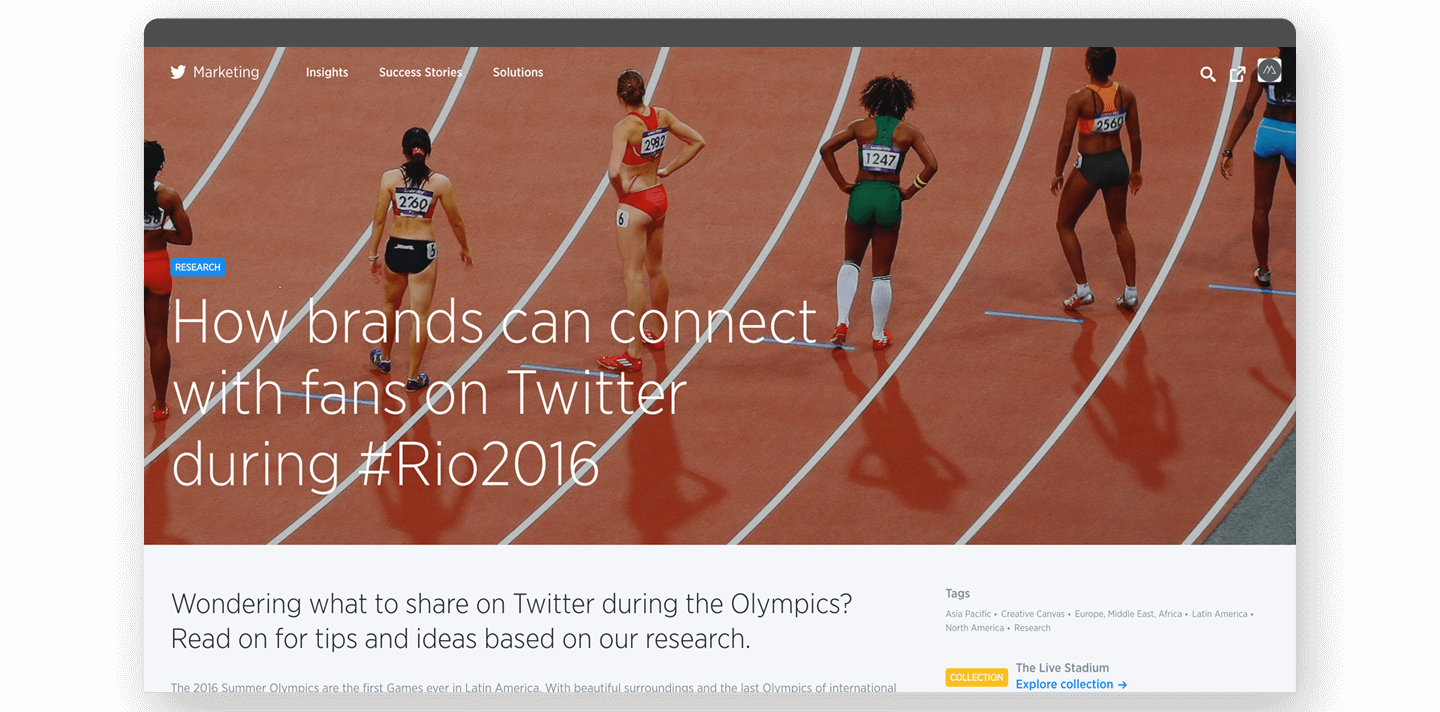 Marketing
Insights
Success Stories
Solutions
2760
2982
6
1247
2560
RESEARCH
How brands can connect
with fans on Twitter
during #Rio2016
Wondering what to share on Twitter during the Olympics?
Read on for tips and ideas based on our research.
The 2016 Summer Olympics are the first Games ever in Latin America. With beautiful surroundings and the last Olympics of international
Tags
Asia Pacific • Creative Canvas • Europe, Middle East, Africa • Latin America •
North America • Research
COLLECTION
The Live Stadium
Explore collection →